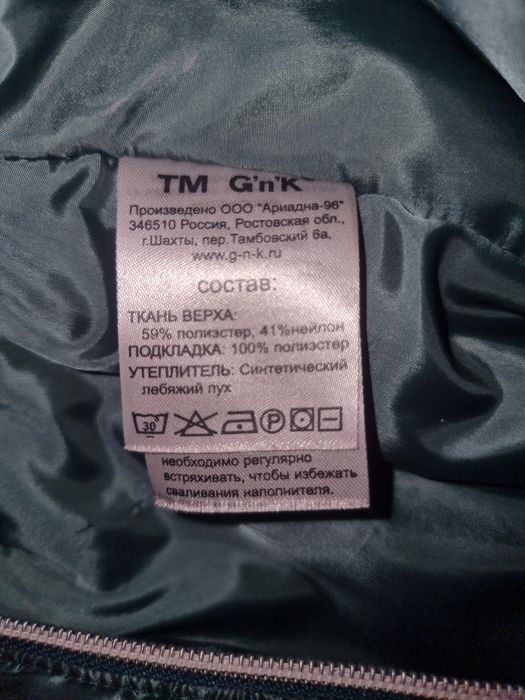 ТМ G'n'K
Произведено ООО "Ариадна-96"
346510 Россия, Ростовская обл.,
г.Шахты, пер.Тамбовский 6а,
www.g-n-k.ru
состав:
ТКАНЬ ВЕРХА:
59% полиэстер, 41%нейлон
ПОДКЛАДКА: 100% полиэстер
УТЕПЛИТЕЛЬ: Синтетический
лебяжий пух
30° P
необходимо регулярно
встряхивать, чтобы избежать
сваливания наполнителя.